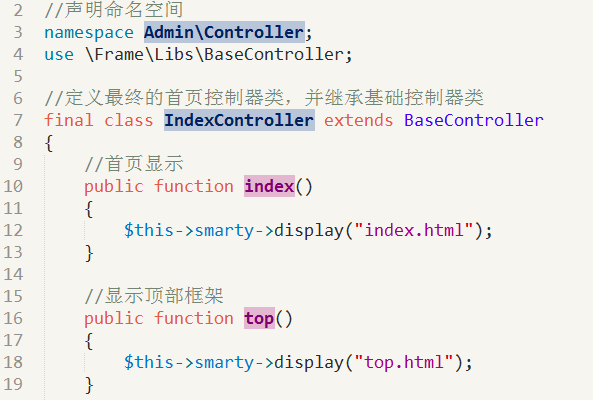 2 //声明命名空间
3 namespace Admin\Controller;
4 use \Frame\Libs\BaseController;
5
6 //定义最终的首页控制器类，并继承基础控制器类
7 final class IndexController extends BaseController
8 {
9     //首页显示
10     public function index()
11     {
12         $this->smarty->display("index.html");
13     }
14
15     //显示顶部框架
16     public function top()
17     {
18         $this->smarty->display("top.html");
19     }